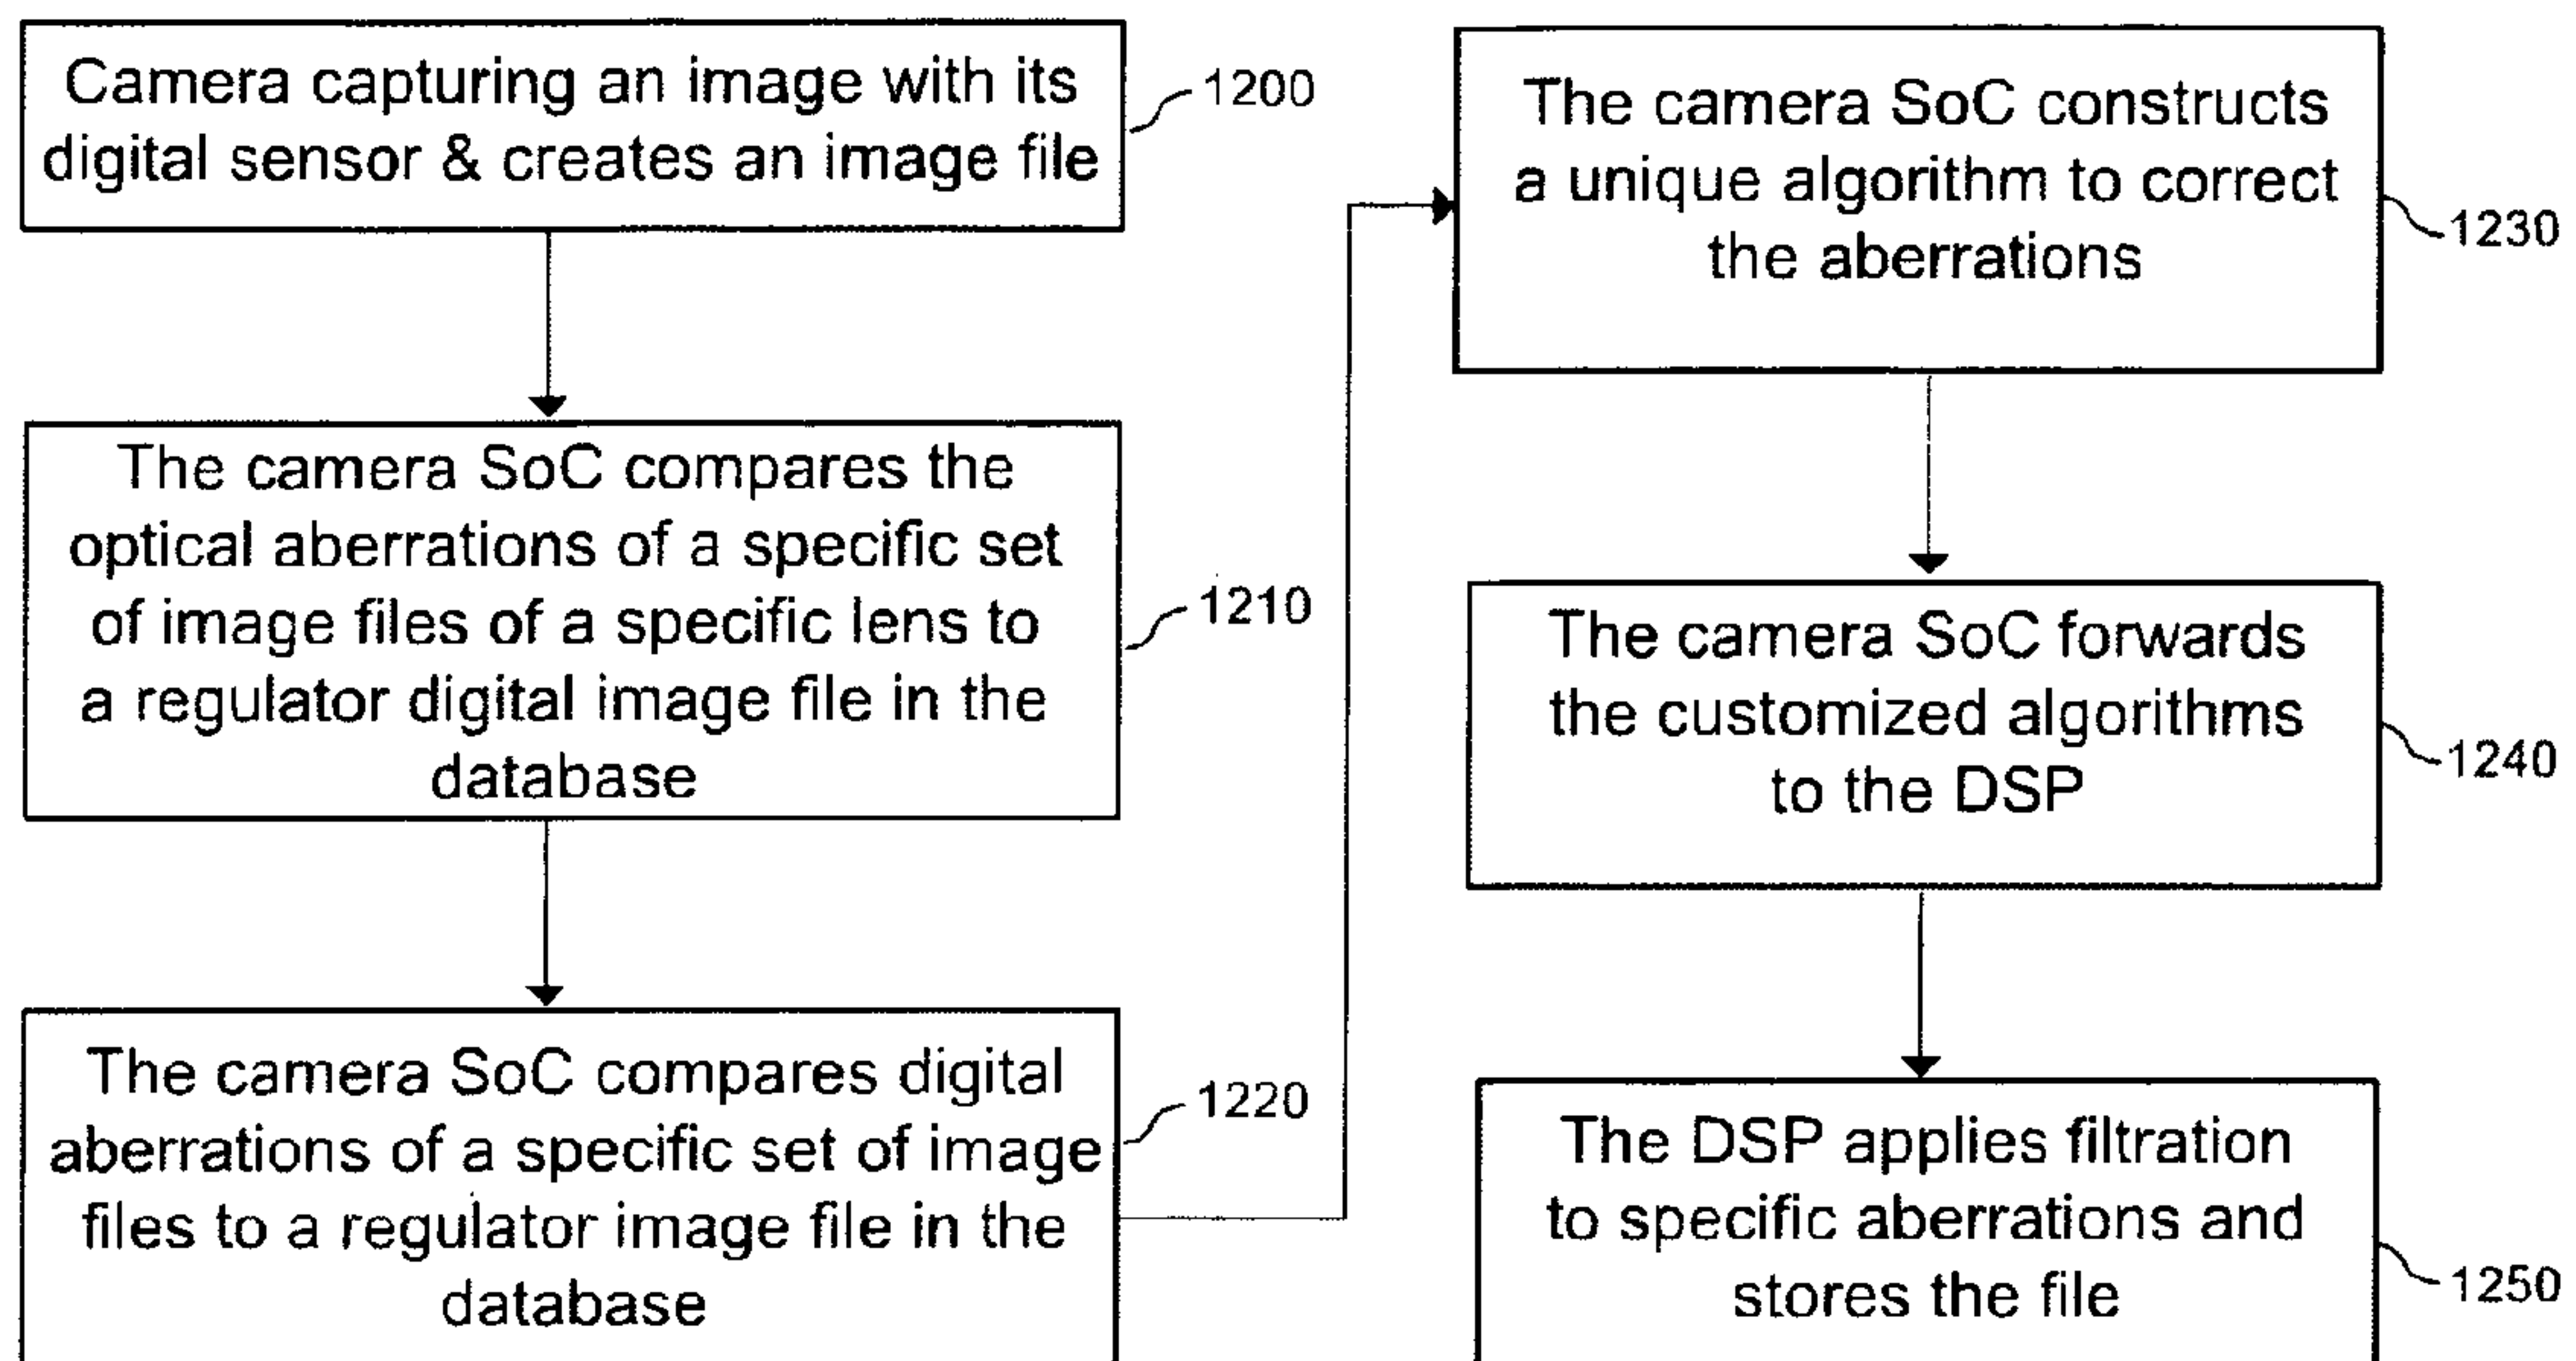 Camera capturing an image with its
digital sensor & creates an image file
1200
The camera SoC compares the
optical aberrations of a specific set
of image files of a specific lens to
a regulator digital image file in the
database
1210
The camera SoC compares digital
aberrations of a specific set of image
files to a regulator image file in the
database
1220
The camera SoC constructs
a unique algorithm to correct
the aberrations
1230
The camera SoC forwards
the customized algorithms
to the DSP
1240
The DSP applies filtration
to specific aberrations and
stores the file
1250